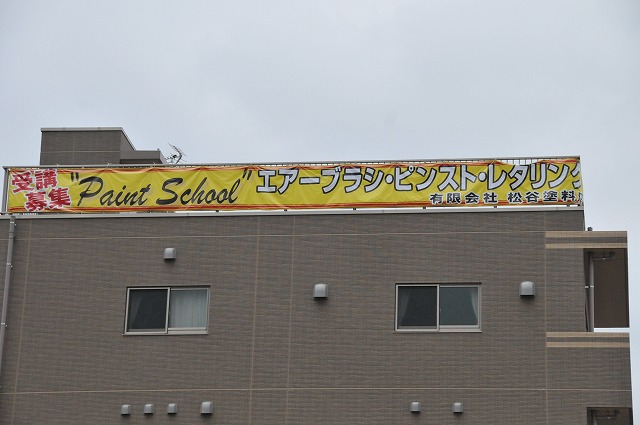 受講
募集
"Paint School"
エアーブラシ・ピンスト・レタリング
有限会社 松谷塗料